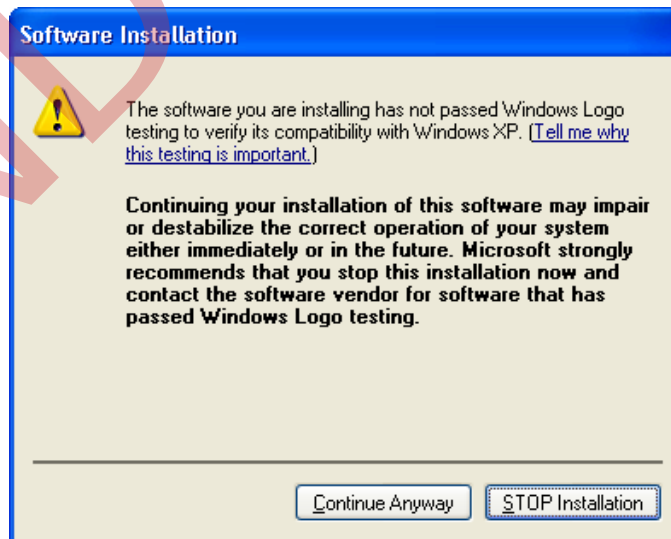 Software Installation
The software you are installing has not passed Windows Logo
testing to verify its compatibility with Windows XP. (Tell me why
this testing is important.)
Continuing your installation of this software may impair
or destabilize the correct operation of your system
either immediately or in the future. Microsoft strongly
recommends that you stop this installation now and
contact the software vendor for software that has
passed Windows Logo testing.
Continue Anyway
STOP Installation